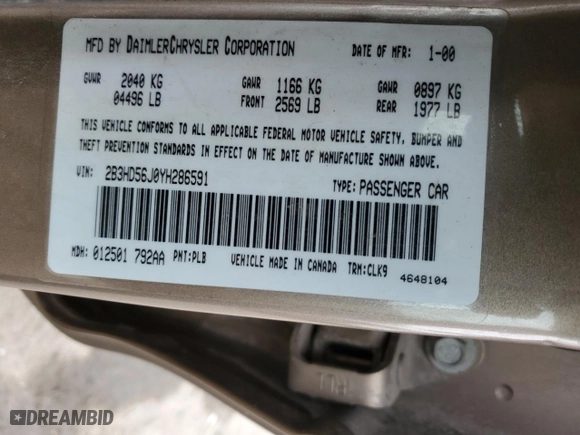 MFD BY DAIMLERCHRYSLER CORPORATION DATE OF MFR: 1-00
GVWR 2040 KG GAWR 1166 KG GAWR 0897 KG
04496 LB FRONT 2569 LB REAR 1977 LB
THIS VEHICLE CONFORMS TO ALL APPLICABLE FEDERAL MOTOR VEHICLE SAFETY, BUMPER AND
THEFT PREVENTION STANDARDS IN EFFECT ON THE DATE OF MANUFACTURE SHOWN ABOVE.
VIN: 2B3HD56J0YH286591 TYPE: PASSENGER CAR
MDH: 012501 792AA PNT:PLB VEHICLE MADE IN CANADA TRM:CLK9
4648104
DREAMBID